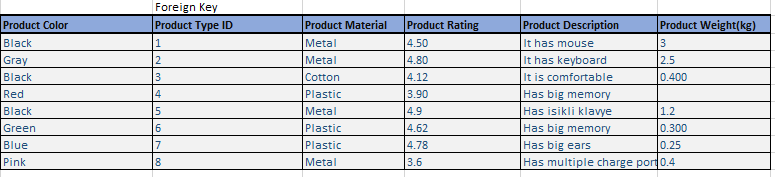 Foreign Key
Product Color Product Type ID Product Material Product Rating Product Description Product Weight(kg)
Black 1 Metal 4.50 It has mouse 3
Gray 2 Metal 4.80 It has keyboard 2.5
Black 3 Cotton 4.12 It is comfortable 0.400
Red 4 Plastic 3.90 Has big memory
Black 5 Metal 4.9 Has isikli klavye 1.2
Green 6 Plastic 4.62 Has big memory 0.300
Blue 7 Plastic 4.78 Has big ears 0.25
Pink 8 Metal 3.6 Has multiple charge port 0.4